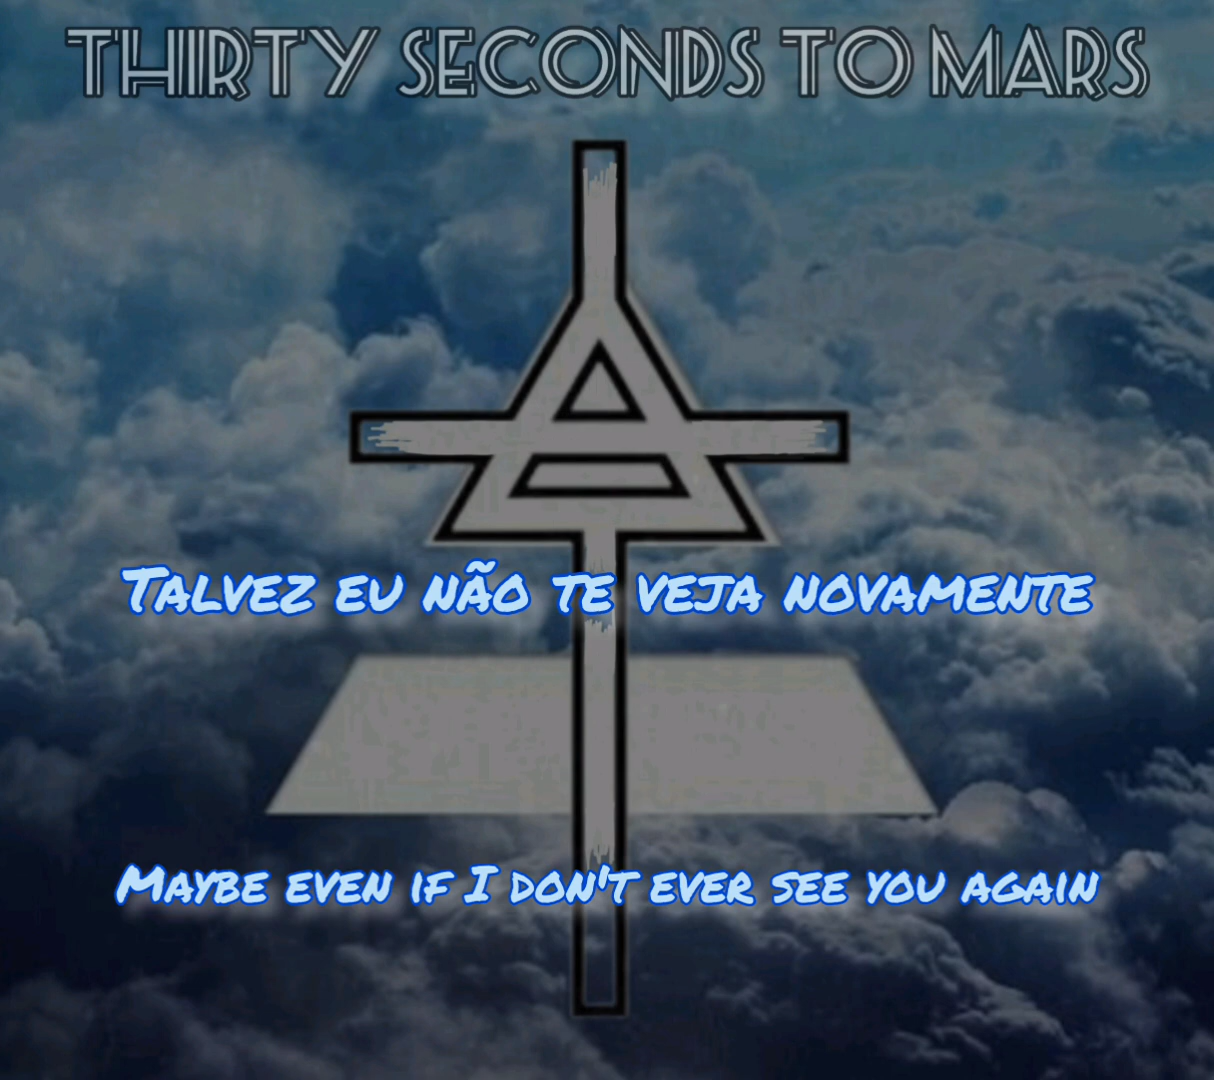 THIRTY SECONDS TO MARS
Talvez eu não te veja novamente
Maybe even if I don't ever see you again